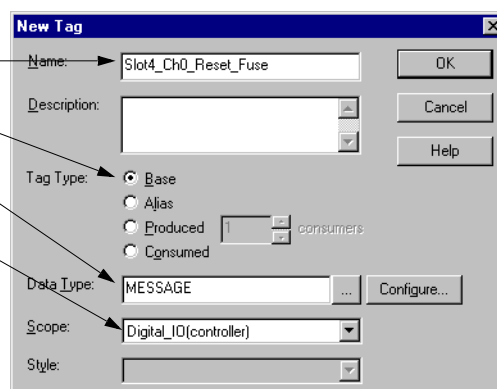 New Tag
Name: Slot4_Ch0_Reset_Fuse OK
Description: Cancel
Help
Tag Type: Base
Alias
Produced 1 consumers
Consumed
Data Type: MESSAGE ... Configure...
Scope: Digital_IO(controller)
Style: